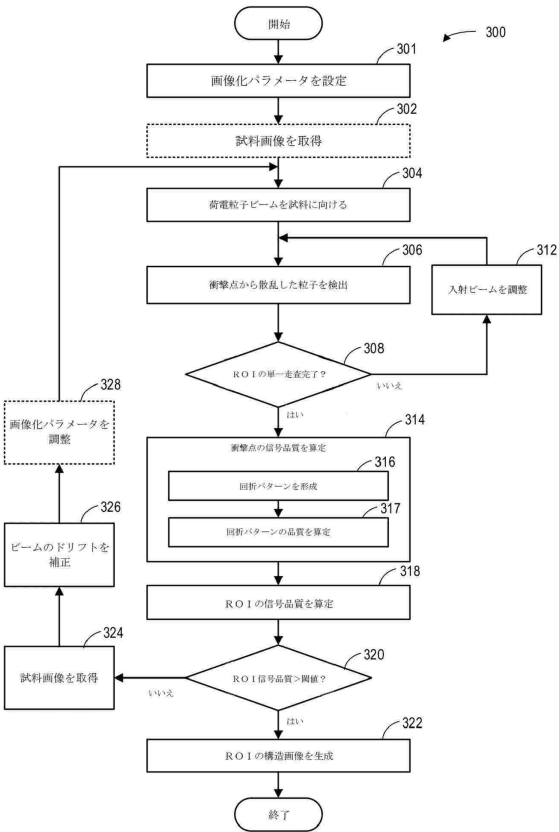 開始
300
301
画像化パラメータを設定
302
試料画像を取得
304
荷電粒子ビームを試料に向ける
306
衝撃点から散乱した粒子を検出
312
入射ビームを調整
308
ROIの単一走査完了?
いいえ
はい
314
衝撃点の信号品質を算定
316
回折パターンを形成
317
回折パターンの品質を算定
328
画像化パラメータを
調整
326
ビームのドリフトを
補正
318
ROIの信号品質を算定
324
試料画像を取得
320
ROI信号品質>閾値?
いいえ
はい
322
ROIの構造画像を生成
終了